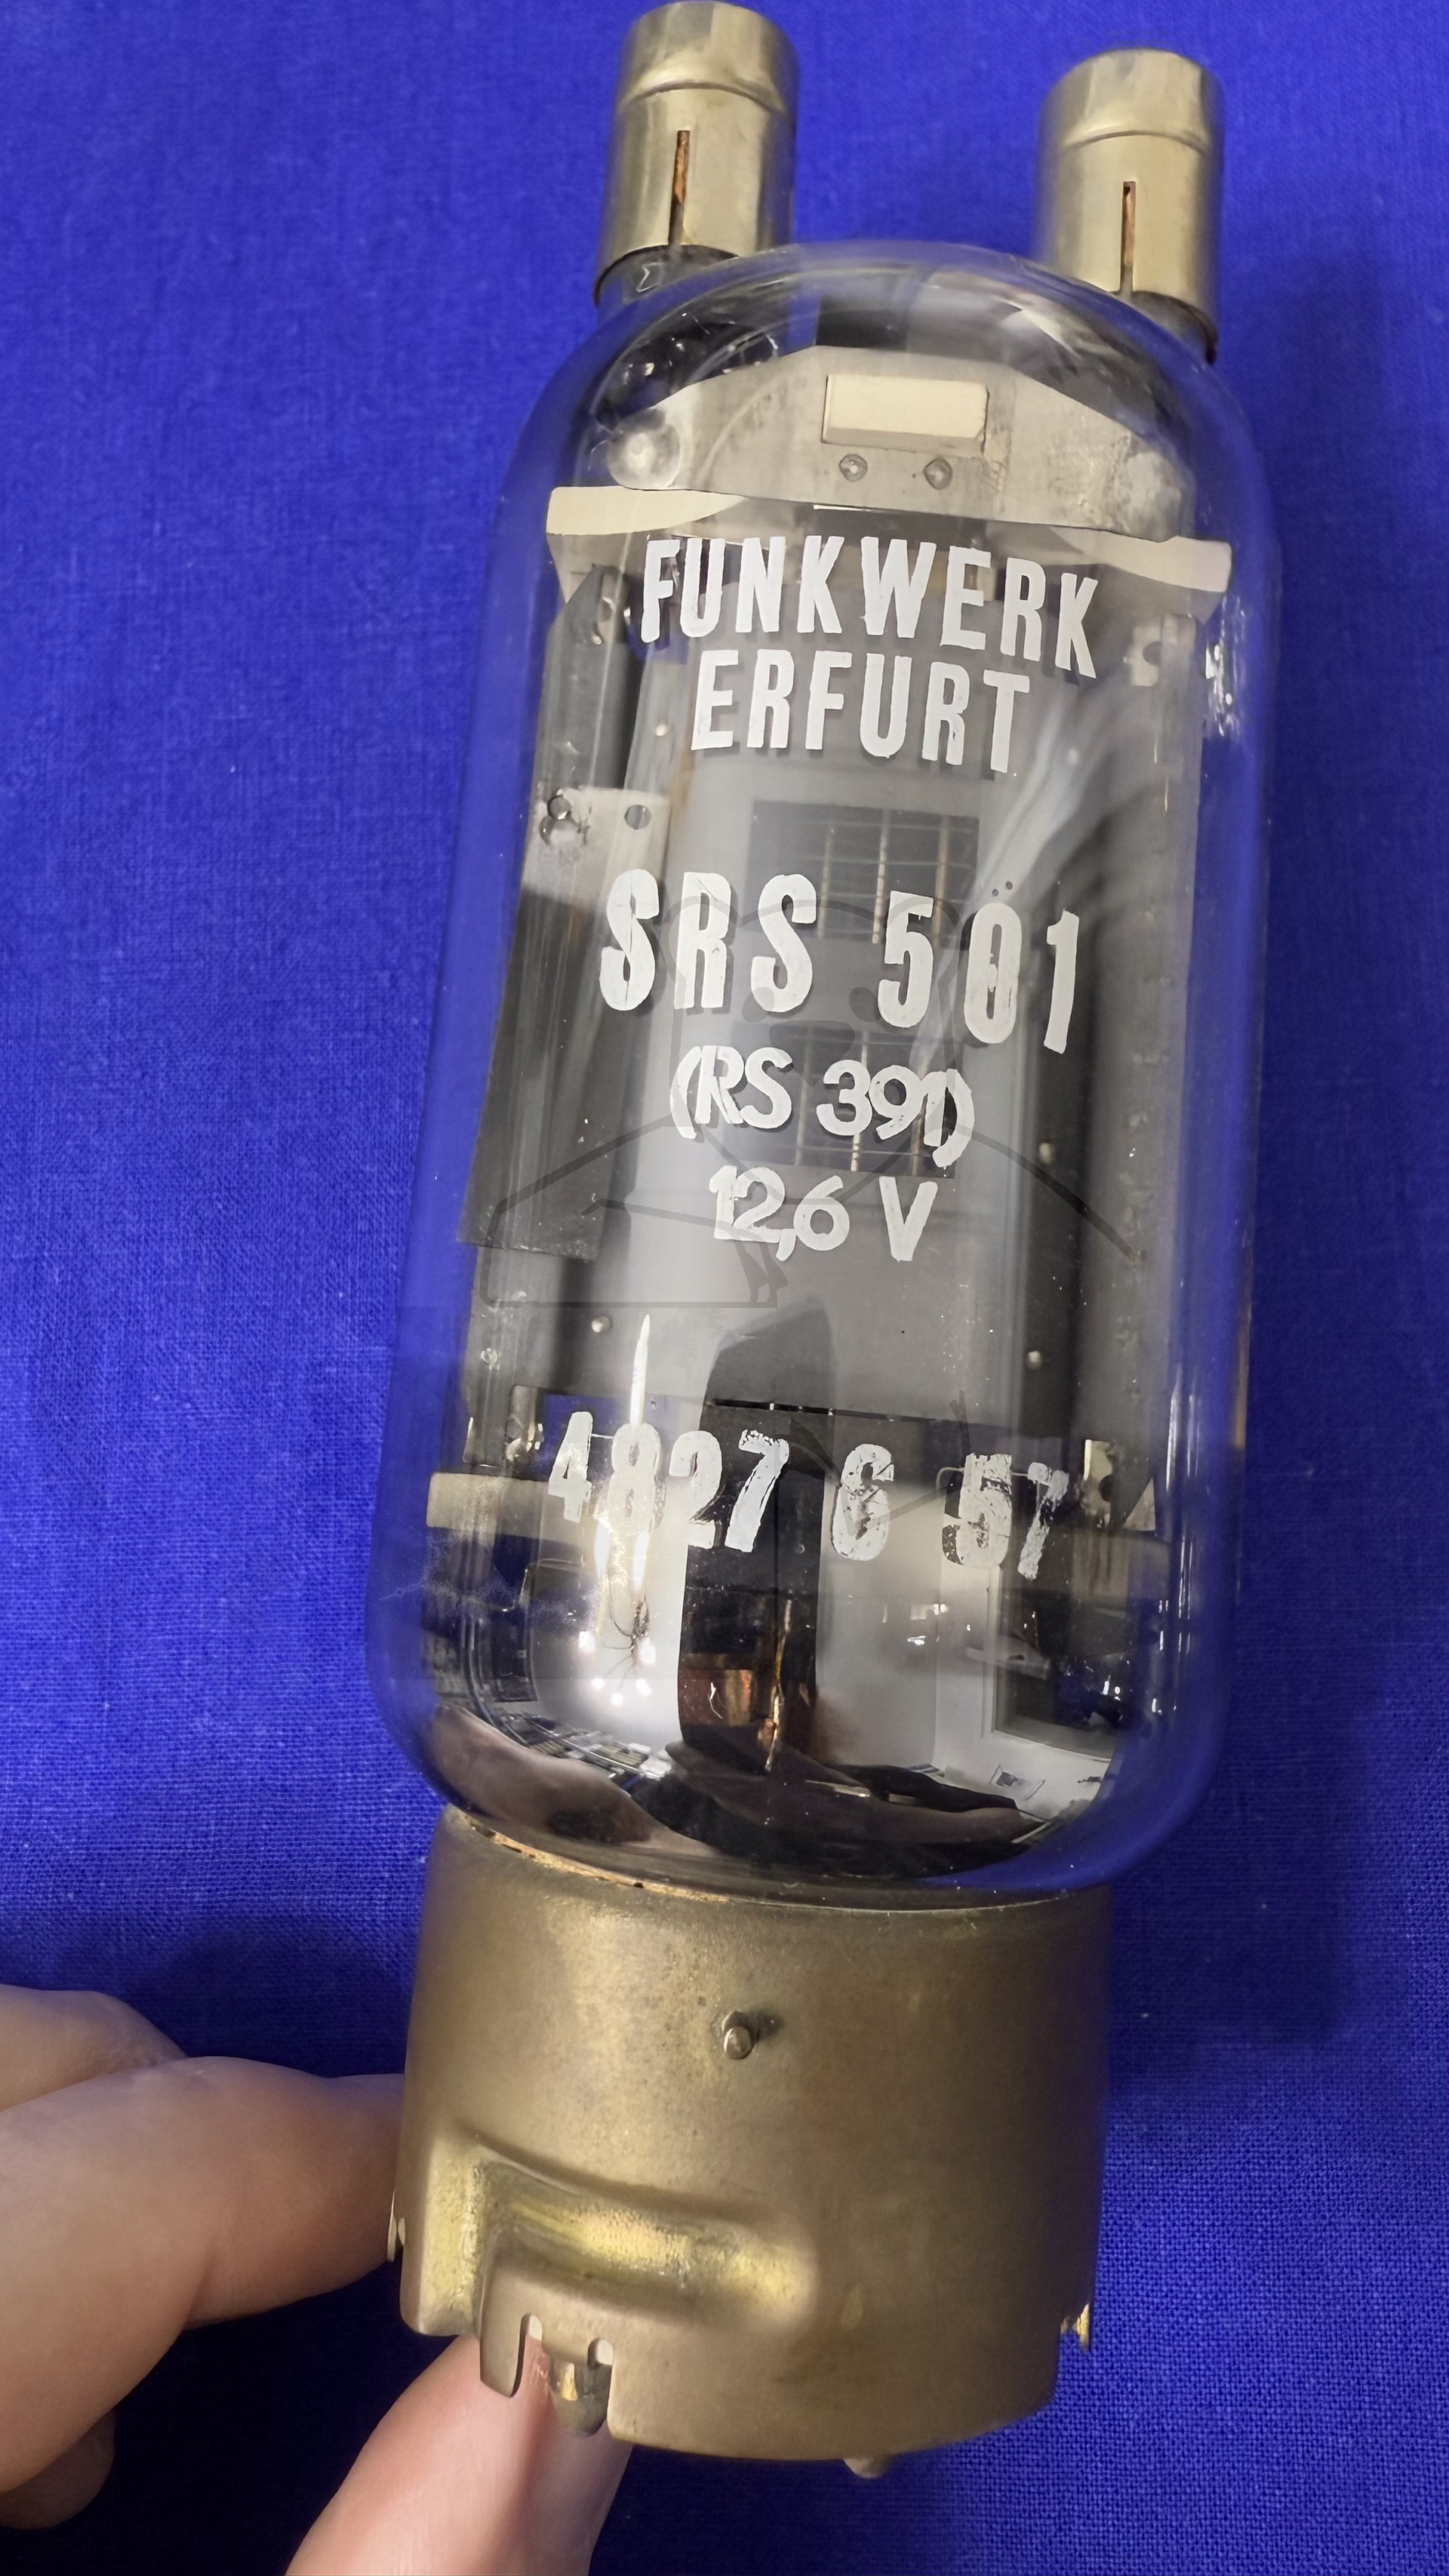 FUNKWERK
ERFURT
SRS 501
(RS 391)
12,6 V
4827 G 57